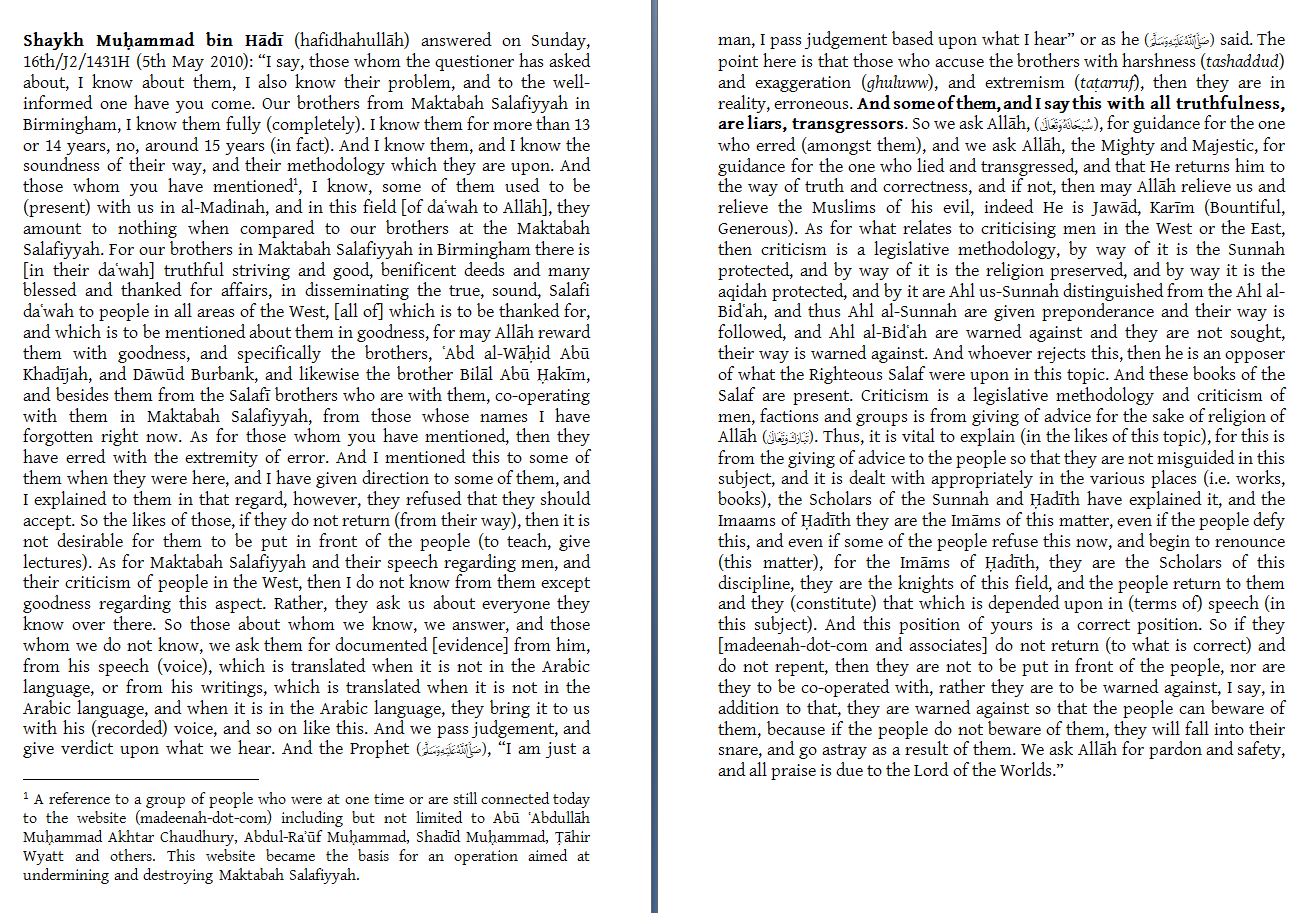 Shaykh Muḥammad bin Hādī (hafidhahullāh) answered on Sunday,
16th/J2/1431H (5th May 2010): “I say, those whom the questioner has asked
about, I know about them, I also know their problem, and to the well-
informed one have you come. Our brothers from Maktabah Salafiyyah in
Birmingham, I know them fully (completely). I know them for more than 13
or 14 years, no, around 15 years (in fact). And I know them, and I know the
soundness of their way, and their methodology which they are upon. And
those whom you have mentioned¹, I know, some of them used to be
(present) with us in al-Madinah, and in this field [of daʿwah to Allāh], they
amount to nothing when compared to our brothers at the Maktabah
Salafiyyah. For our brothers in Maktabah Salafiyyah in Birmingham there is
[in their daʿwah] truthful striving and good, benificent deeds and many
blessed and thanked for affairs, in disseminating the true, sound, Salafi
daʿwah to people in all areas of the West, [all of] which is to be thanked for,
and which is to be mentioned about them in goodness, for may Allāh reward
them with goodness, and specifically the brothers, ʿAbd al-Wāḥid Abū
Khadījah, and Dāwūd Burbank, and likewise the brother Bilāl Abū Ḥakīm,
and besides them from the Salafī brothers who are with them, co-operating
with them in Maktabah Salafiyyah, from those whose names I have
forgotten right now. As for those whom you have mentioned, then they
have erred with the extremity of error. And I mentioned this to some of
them when they were here, and I have given direction to some of them, and
I explained to them in that regard, however, they refused that they should
accept. So the likes of those, if they do not return (from their way), then it is
not desirable for them to be put in front of the people (to teach, give
lectures). As for Maktabah Salafiyyah and their speech regarding men, and
their criticism of people in the West, then I do not know from them except
goodness regarding this aspect. Rather, they ask us about everyone they
know over there. So those about whom we know, we answer, and those
whom we do not know, we ask them for documented [evidence] from him,
from his speech (voice), which is translated when it is not in the Arabic
language, or from his writings, which is translated when it is not in the
Arabic language, and when it is in the Arabic language, they bring it to us
with his (recorded) voice, and so on like this. And we pass judgement, and
give verdict upon what we hear. And the Prophet (ﷺ), “I am just a
¹ A reference to a group of people who were at one time or are still connected today
to the website (madeenah-dot-com) including but not limited to Abū ʿAbdullāh
Muḥammad Akhtar Chaudhury, Abdul-Raʾūf Muḥammad, Shadīd Muḥammad, Ṭāhir
Wyatt and others. This website became the basis for an operation aimed at
undermining and destroying Maktabah Salafiyyah.
man, I pass judgement based upon what I hear” or as he (ﷺ) said. The
point here is that those who accuse the brothers with harshness (tashaddud)
and exaggeration (ghuluww), and extremism (taṭarruf), then they are in
reality, erroneous. And some of them, and I say this with all truthfulness,
are liars, transgressors. So we ask Allāh, (سُبْحَانَهُ وَتَعَالَى), for guidance for the one
who erred (amongst them), and we ask Allāh, the Mighty and Majestic, for
guidance for the one who lied and transgressed, and that He returns him to
the way of truth and correctness, and if not, then may Allāh relieve us and
relieve the Muslims of his evil, indeed He is Jawād, Karīm (Bountiful,
Generous). As for what relates to criticising men in the West or the East,
then criticism is a legislative methodology, by way of it is the Sunnah
protected, and by way of it is the religion preserved, and by way it is the
aqidah protected, and by it are Ahl us-Sunnah distinguished from the Ahl al-
Bidʿah, and thus Ahl al-Sunnah are given preponderance and their way is
followed, and Ahl al-Bidʿah are warned against and they are not sought,
their way is warned against. And whoever rejects this, then he is an opposer
of what the Righteous Salaf were upon in this topic. And these books of the
Salaf are present. Criticism is a legislative methodology and criticism of
men, factions and groups is from giving of advice for the sake of religion of
Allāh (تَبَارَكَ وَتَعَالَى). Thus, it is vital to explain (in the likes of this topic), for this is
from the giving of advice to the people so that they are not misguided in this
subject, and it is dealt with appropriately in the various places (i.e. works,
books), the Scholars of the Sunnah and Ḥadīth have explained it, and the
Imaams of Ḥadīth they are the Imāms of this matter, even if the people defy
this, and even if some of the people refuse this now, and begin to renounce
(this matter), for the Imāms of Ḥadīth, they are the Scholars of this
discipline, they are the knights of this field, and the people return to them
and they (constitute) that which is depended upon in (terms of) speech (in
this subject). And this position of yours is a correct position. So if they
[madeenah-dot-com and associates] do not return (to what is correct) and
do not repent, then they are not to be put in front of the people, nor are
they to be co-operated with, rather they are to be warned against, I say, in
addition to that, they are warned against so that the people can beware of
them, because if the people do not beware of them, they will fall into their
snare, and go astray as a result of them. We ask Allāh for pardon and safety,
and all praise is due to the Lord of the Worlds.”